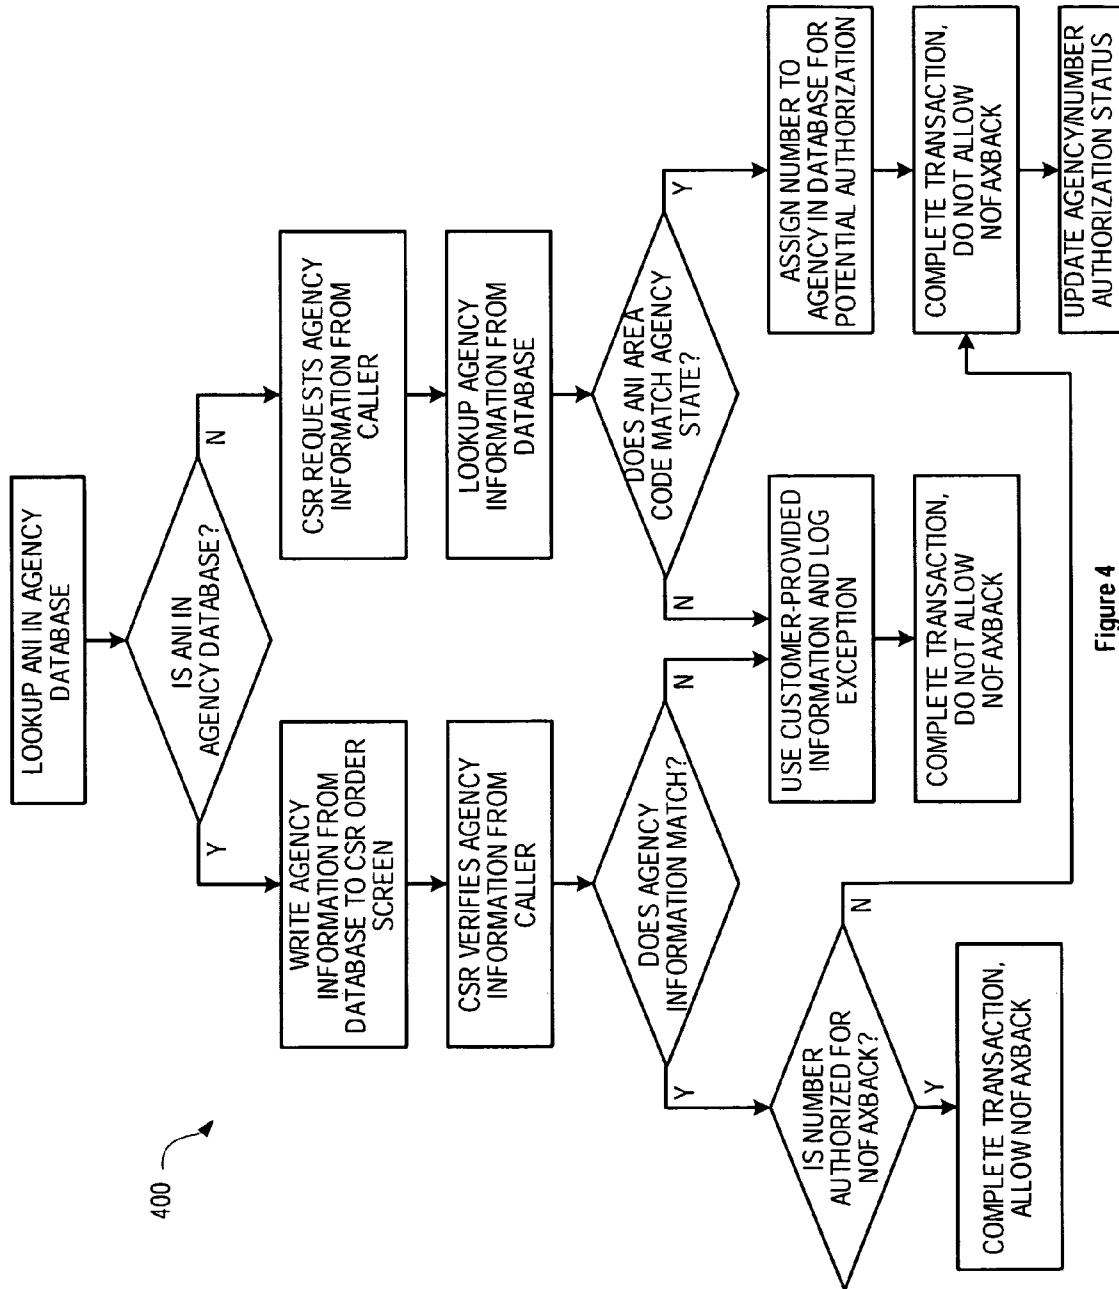 LOOKUP ANI IN AGENCY
DATABASE
IS ANI IN
AGENCY DATABASE?
Y
N
WRITE AGENCY
INFORMATION FROM
DATABASE TO CSR ORDER
SCREEN
CSR REQUESTS AGENCY
INFORMATION FROM
CALLER
CSR VERIFIES AGENCY
INFORMATION FROM
CALLER
LOOKUP AGENCY
INFORMATION FROM
DATABASE
DOES AGENCY
INFORMATION MATCH?
Y
N
DOES ANI AREA
CODE MATCH AGENCY
STATE?
N
Y
IS NUMBER
AUTHORIZED FOR
NOFAXBACK?
N
Y
USE CUSTOMER-PROVIDED
INFORMATION AND LOG
EXCEPTION
ASSIGN NUMBER TO
AGENCY IN DATABASE FOR
POTENTIAL AUTHORIZATION
COMPLETE TRANSACTION,
ALLOW NOFAXBACK
COMPLETE TRANSACTION,
DO NOT ALLOW
NOFAXBACK
COMPLETE TRANSACTION,
DO NOT ALLOW
NOFAXBACK
UPDATE AGENCY/NUMBER
AUTHORIZATION STATUS
400
Figure 4